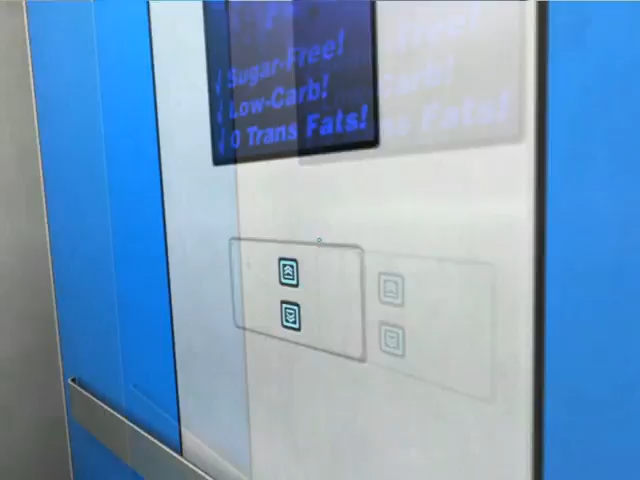 √ Sugar-Free!
√ Low-Carb!
√ 0 Trans Fats!